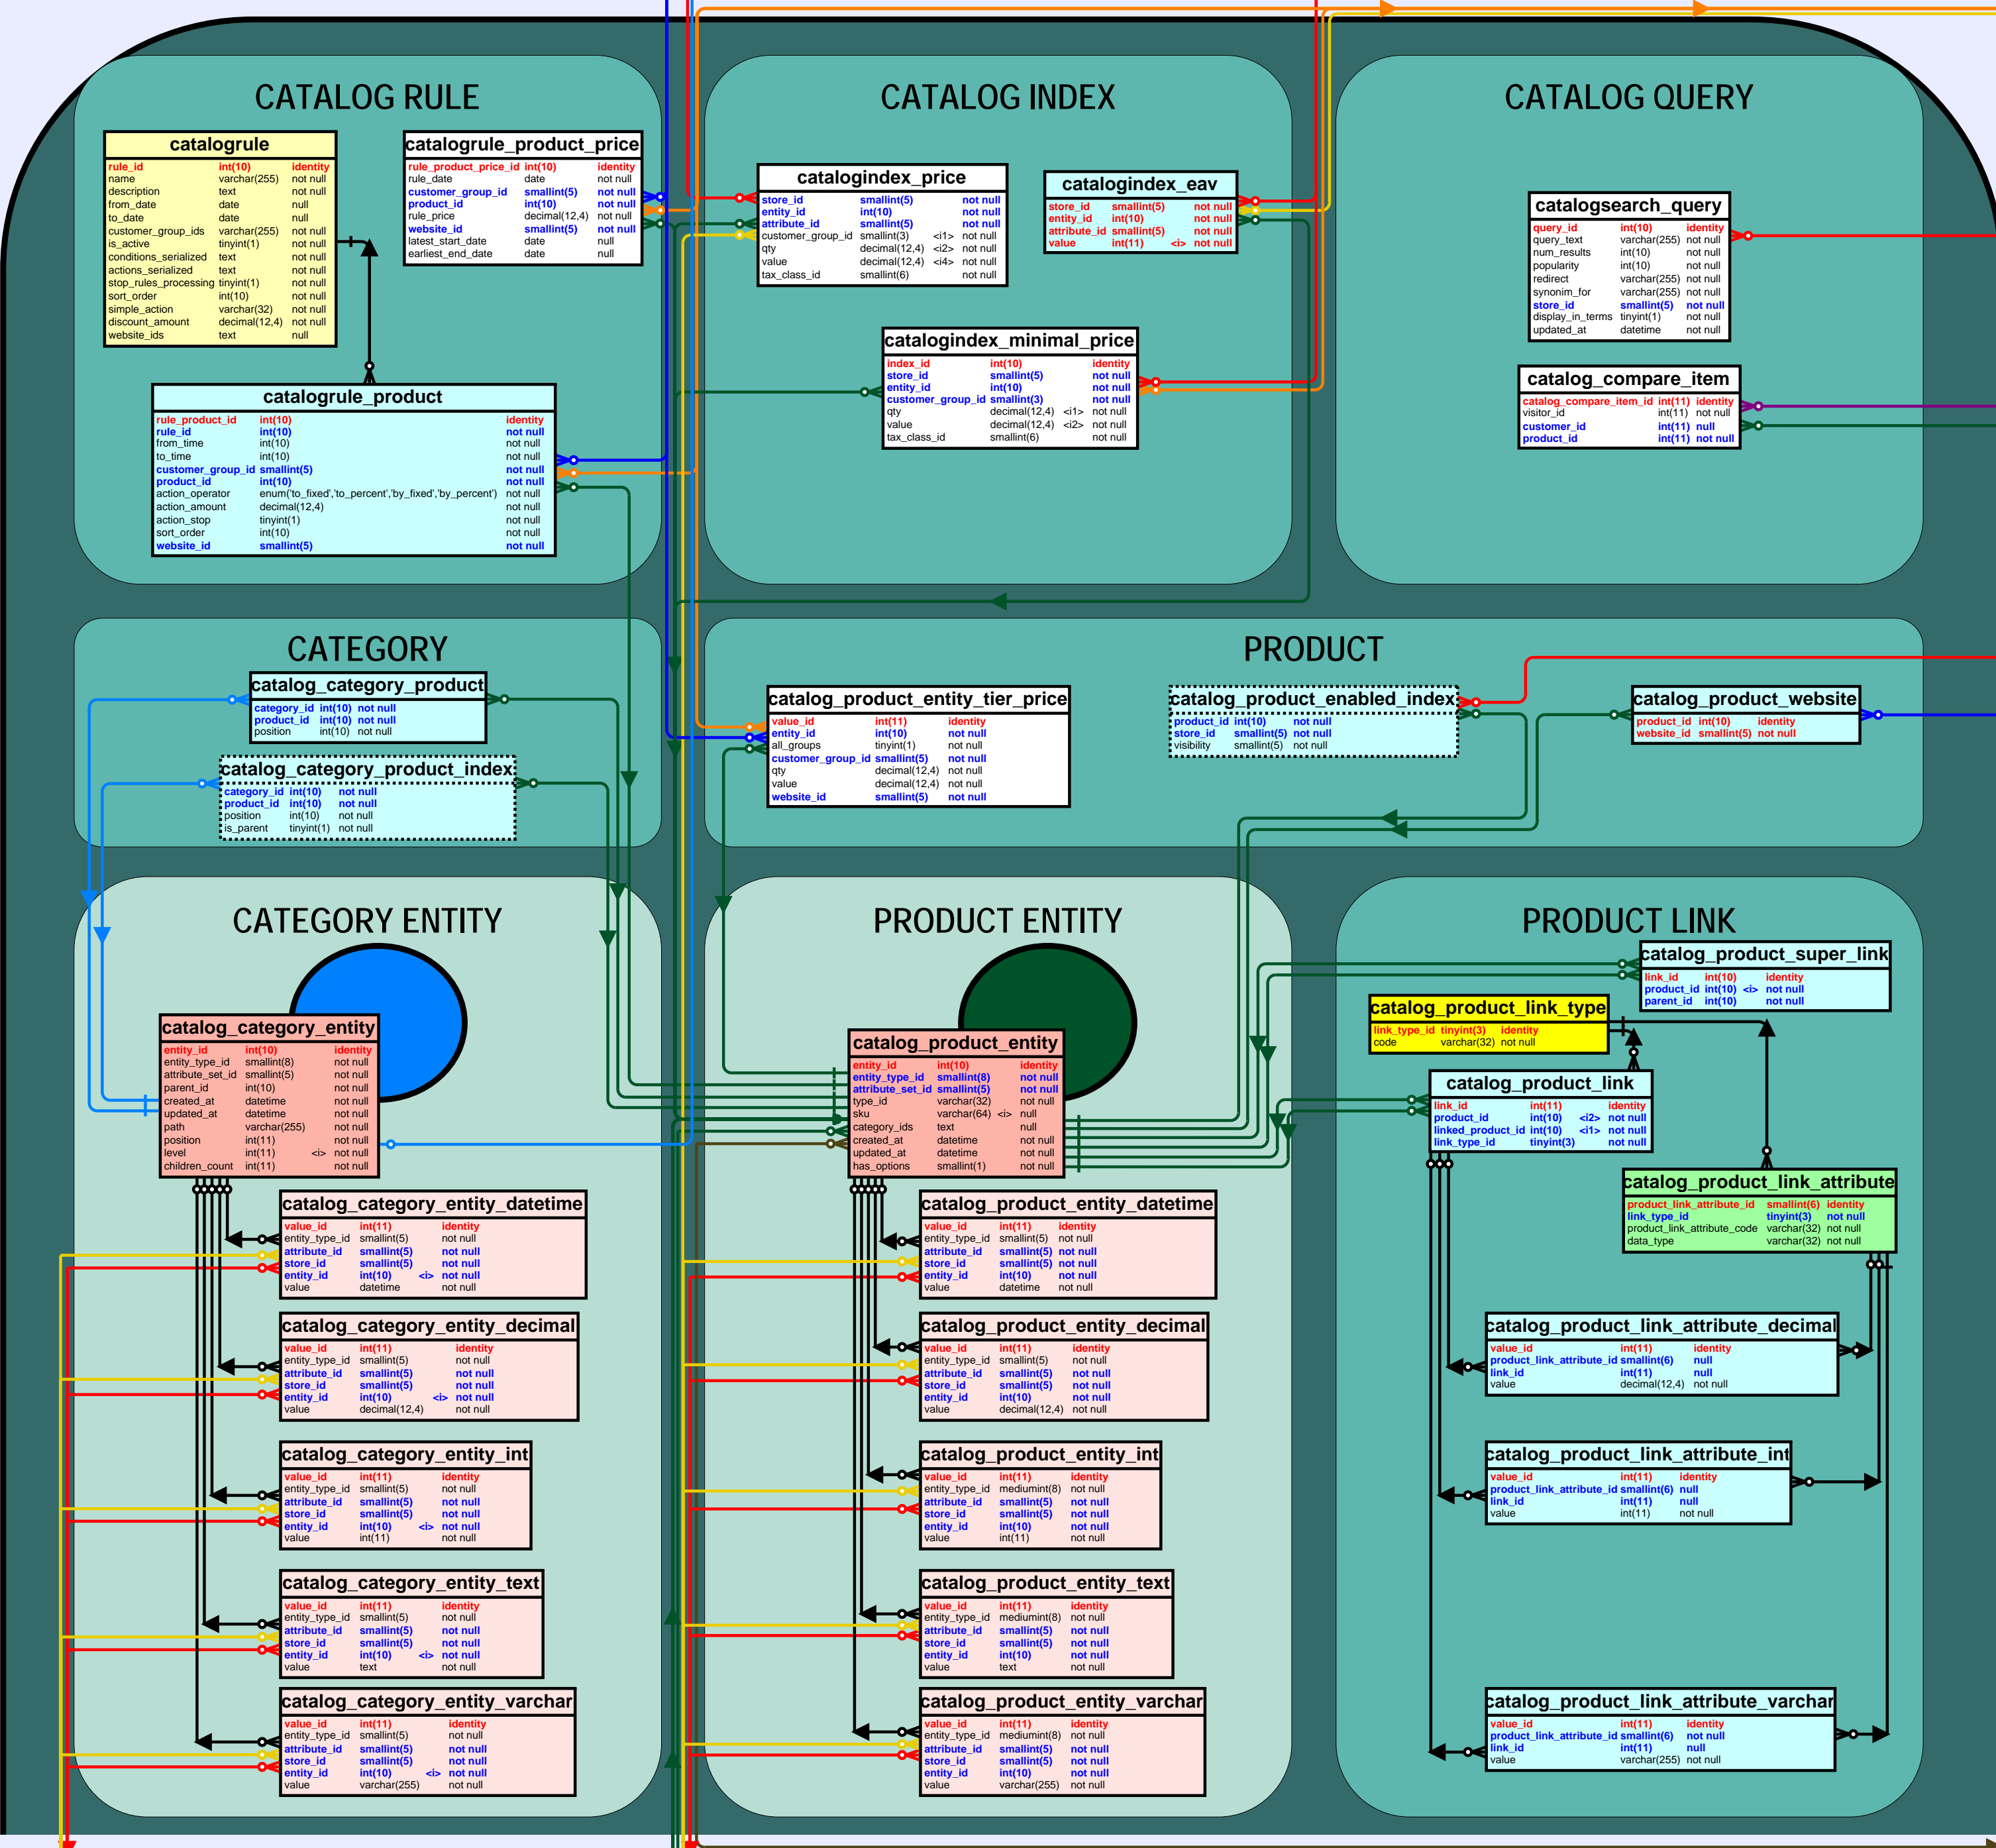 CATALOG RULE
catalogrule
rule_id int(10) identity
name varchar(255) not null
description text not null
from_date date null
to_date date null
customer_group_ids varchar(255) not null
is_active tinyint(1) not null
conditions_serialized text not null
actions_serialized text not null
stop_rules_processing tinyint(1) not null
sort_order int(10) not null
simple_action varchar(32) not null
discount_amount decimal(12,4) not null
website_ids text null
catalogrule_product_price
rule_product_price_id int(10) identity
rule_date date not null
customer_group_id smallint(5) not null
product_id int(10) not null
rule_price decimal(12,4) not null
website_id smallint(5) not null
latest_start_date date null
earliest_end_date date null
catalogrule_product
rule_product_id int(10) identity
rule_id int(10) not null
from_time int(10) not null
to_time int(10) not null
customer_group_id smallint(5) not null
product_id int(10) not null
action_operator enum('to_fixed','to_percent','by_fixed','by_percent') not null
action_amount decimal(12,4) not null
action_stop tinyint(1) not null
sort_order int(10) not null
website_id smallint(5) not null
CATALOG INDEX
catalogindex_price
store_id smallint(5) not null
entity_id int(10) not null
attribute_id smallint(5) not null
customer_group_id smallint(3) <i1> not null
qty decimal(12,4) <i2> not null
value decimal(12,4) <i4> not null
tax_class_id smallint(6) not null
catalogindex_eav
store_id smallint(5) not null
entity_id int(10) not null
attribute_id smallint(5) not null
value int(11) <i> not null
catalogindex_minimal_price
index_id int(10) identity
store_id smallint(5) not null
entity_id int(10) not null
customer_group_id smallint(3) not null
qty decimal(12,4) <i1> not null
value decimal(12,4) <i2> not null
tax_class_id smallint(6) not null
CATALOG QUERY
catalogsearch_query
query_id int(10) identity
query_text varchar(255) not null
num_results int(10) not null
popularity int(10) not null
redirect varchar(255) not null
synonim_for varchar(255) not null
store_id smallint(5) not null
display_in_terms tinyint(1) not null
updated_at datetime not null
catalog_compare_item
catalog_compare_item_id int(11) identity
visitor_id int(11) not null
customer_id int(11) null
product_id int(11) not null
CATEGORY
catalog_category_product
category_id int(10) not null
product_id int(10) not null
position int(10) not null
catalog_category_product_index
category_id int(10) not null
product_id int(10) not null
position int(10) not null
is_parent tinyint(1) not null
PRODUCT
catalog_product_entity_tier_price
value_id int(11) identity
entity_id int(10) not null
all_groups tinyint(1) not null
customer_group_id smallint(5) not null
qty decimal(12,4) not null
value decimal(12,4) not null
website_id smallint(5) not null
catalog_product_enabled_index
product_id int(10) not null
store_id smallint(5) not null
visibility smallint(5) not null
catalog_product_website
product_id int(10) identity
website_id smallint(5) not null
CATEGORY ENTITY
catalog_category_entity
entity_id int(10) identity
entity_type_id smallint(8) not null
attribute_set_id smallint(5) not null
parent_id int(10) not null
created_at datetime not null
updated_at datetime not null
path varchar(255) not null
position int(11) not null
level int(11) <i> not null
children_count int(11) not null
catalog_category_entity_datetime
value_id int(11) identity
entity_type_id smallint(5) not null
attribute_id smallint(5) not null
store_id smallint(5) not null
entity_id int(10) <i> not null
value datetime not null
catalog_category_entity_decimal
value_id int(11) identity
entity_type_id smallint(5) not null
attribute_id smallint(5) not null
store_id smallint(5) not null
entity_id int(10) <i> not null
value decimal(12,4) not null
catalog_category_entity_int
value_id int(11) identity
entity_type_id smallint(5) not null
attribute_id smallint(5) not null
store_id smallint(5) not null
entity_id int(10) <i> not null
value int(11) not null
catalog_category_entity_text
value_id int(11) identity
entity_type_id smallint(5) not null
attribute_id smallint(5) not null
store_id smallint(5) not null
entity_id int(10) <i> not null
value text not null
catalog_category_entity_varchar
value_id int(11) identity
entity_type_id smallint(5) not null
attribute_id smallint(5) not null
store_id smallint(5) not null
entity_id int(10) <i> not null
value varchar(255) not null
PRODUCT ENTITY
catalog_product_entity
entity_id int(10) identity
entity_type_id smallint(8) not null
attribute_set_id smallint(5) not null
type_id varchar(32) not null
sku varchar(64) <i> null
category_ids text null
created_at datetime not null
updated_at datetime not null
has_options smallint(1) not null
catalog_product_entity_datetime
value_id int(11) identity
entity_type_id smallint(5) not null
attribute_id smallint(5) not null
store_id smallint(5) not null
entity_id int(10) not null
value datetime not null
catalog_product_entity_decimal
value_id int(11) identity
entity_type_id smallint(5) not null
attribute_id smallint(5) not null
store_id smallint(5) not null
entity_id int(10) not null
value decimal(12,4) not null
catalog_product_entity_int
value_id int(11) identity
entity_type_id mediumint(8) not null
attribute_id smallint(5) not null
store_id smallint(5) not null
entity_id int(10) not null
value int(11) not null
catalog_product_entity_text
value_id int(11) identity
entity_type_id mediumint(8) not null
attribute_id smallint(5) not null
store_id smallint(5) not null
entity_id int(10) not null
value text not null
catalog_product_entity_varchar
value_id int(11) identity
entity_type_id mediumint(8) not null
attribute_id smallint(5) not null
store_id smallint(5) not null
entity_id int(10) not null
value varchar(255) not null
PRODUCT LINK
catalog_product_super_link
link_id int(10) identity
product_id int(10) <i> not null
parent_id int(10) not null
catalog_product_link_type
link_type_id tinyint(3) identity
code varchar(32) not null
catalog_product_link
link_id int(11) identity
product_id int(10) <i2> not null
linked_product_id int(10) <i1> not null
link_type_id tinyint(3) not null
catalog_product_link_attribute
product_link_attribute_id smallint(6) identity
link_type_id tinyint(3) not null
product_link_attribute_code varchar(32) not null
data_type varchar(32) not null
catalog_product_link_attribute_decimal
value_id int(11) identity
product_link_attribute_id smallint(6) null
link_id int(11) null
value decimal(12,4) not null
catalog_product_link_attribute_int
value_id int(11) identity
product_link_attribute_id smallint(6) null
link_id int(11) null
value int(11) not null
catalog_product_link_attribute_varchar
value_id int(11) identity
product_link_attribute_id smallint(6) not null
link_id int(11) null
value varchar(255) not null